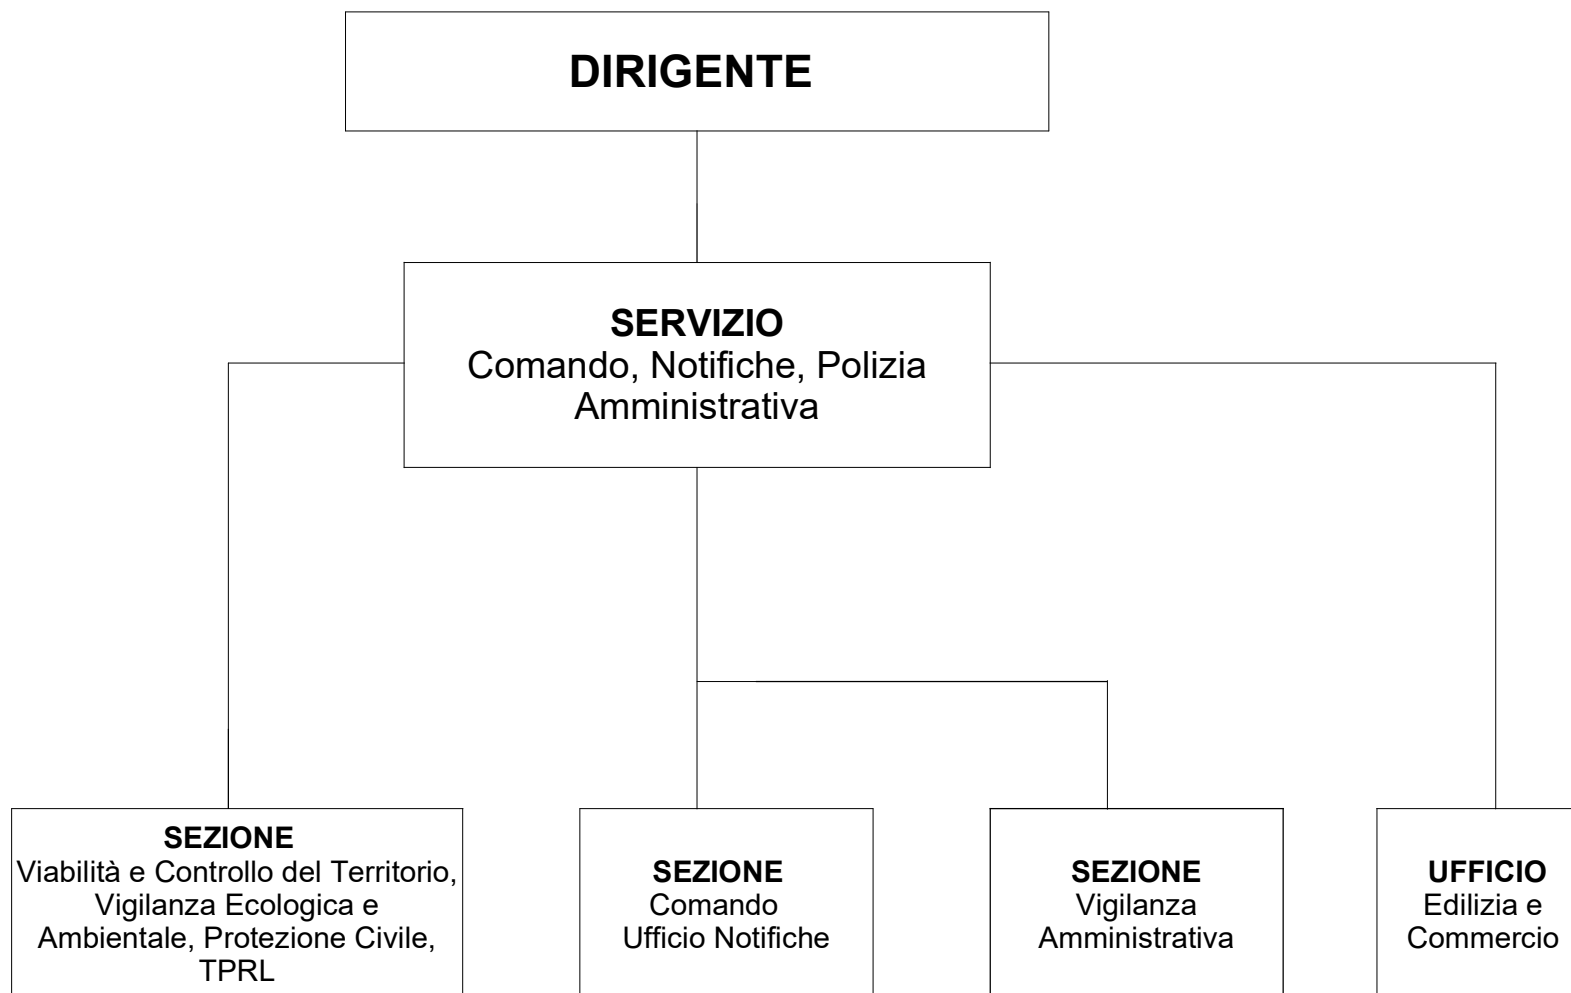 DIRIGENTE
SERVIZIO
Comando, Notifiche, Polizia
Amministrativa
SEZIONE
Viabilità e Controllo del Territorio,
Vigilanza Ecologica e
Ambientale, Protezione Civile,
TPRL
SEZIONE
Comando
Ufficio Notifiche
SEZIONE
Vigilanza
Amministrativa
UFFICIO
Edilizia e
Commercio